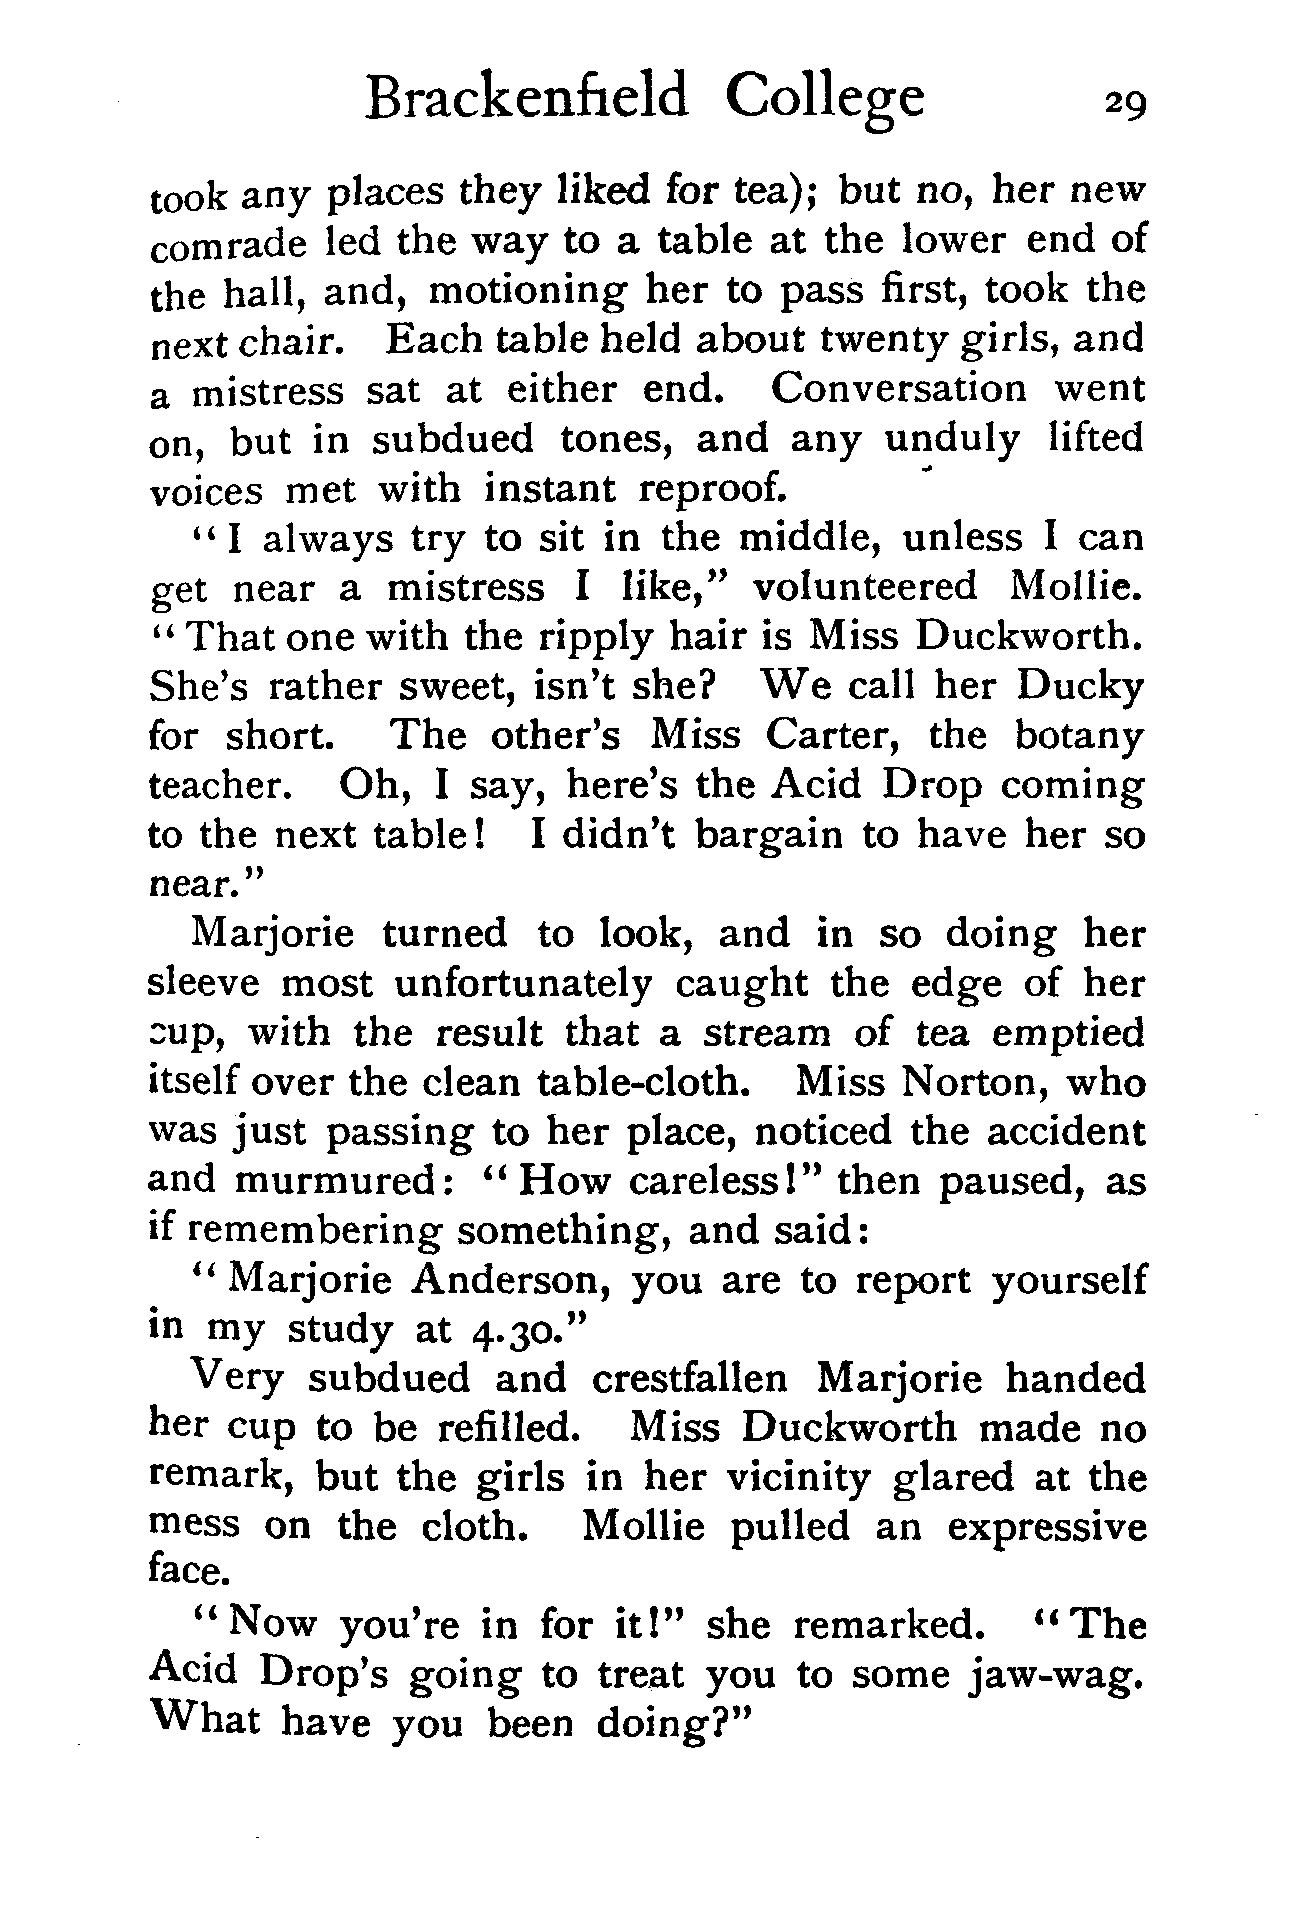 Brackenfield College 29
took any places they liked for tea); but no, her new
comrade led the way to a table at the lower end of
the hall, and, motioning her to pass first, took the
next chair. Each table held about twenty girls, and
a mistress sat at either end. Conversation went
on, but in subdued tones, and any unduly lifted
voices met with instant reproof.
"I always try to sit in the middle, unless I can
get near a mistress I like," volunteered Mollie.
"That one with the ripply hair is Miss Duckworth.
She's rather sweet, isn't she? We call her Ducky
for short. The other's Miss Carter, the botany
teacher. Oh, I say, here's the Acid Drop coming
to the next table! I didn't bargain to have her so
near."
Marjorie turned to look, and in so doing her
sleeve most unfortunately caught the edge of her
cup, with the result that a stream of tea emptied
itself over the clean table-cloth. Miss Norton, who
was just passing to her place, noticed the accident
and murmured: "How careless!" then paused, as
if remembering something, and said:
"Marjorie Anderson, you are to report yourself
in my study at 4.30."
Very subdued and crestfallen Marjorie handed
her cup to be refilled. Miss Duckworth made no
remark, but the girls in her vicinity glared at the
mess on the cloth. Mollie pulled an expressive
face.
"Now you're in for it!" she remarked. "The
Acid Drop's going to treat you to some jaw-wag.
What have you been doing?"